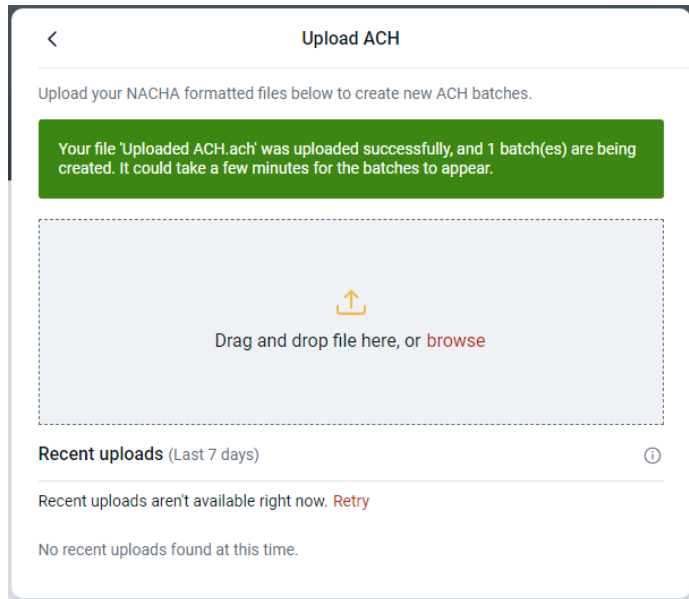 Upload ACH
Upload your NACHA formatted files below to create new ACH batches.
Your file 'Uploaded ACH.ach' was uploaded successfully, and 1 batch(es) are being
created. It could take a few minutes for the batches to appear.
Drag and drop file here, or browse
Recent uploads (Last 7 days)
Recent uploads aren't available right now. Retry
No recent uploads found at this time.